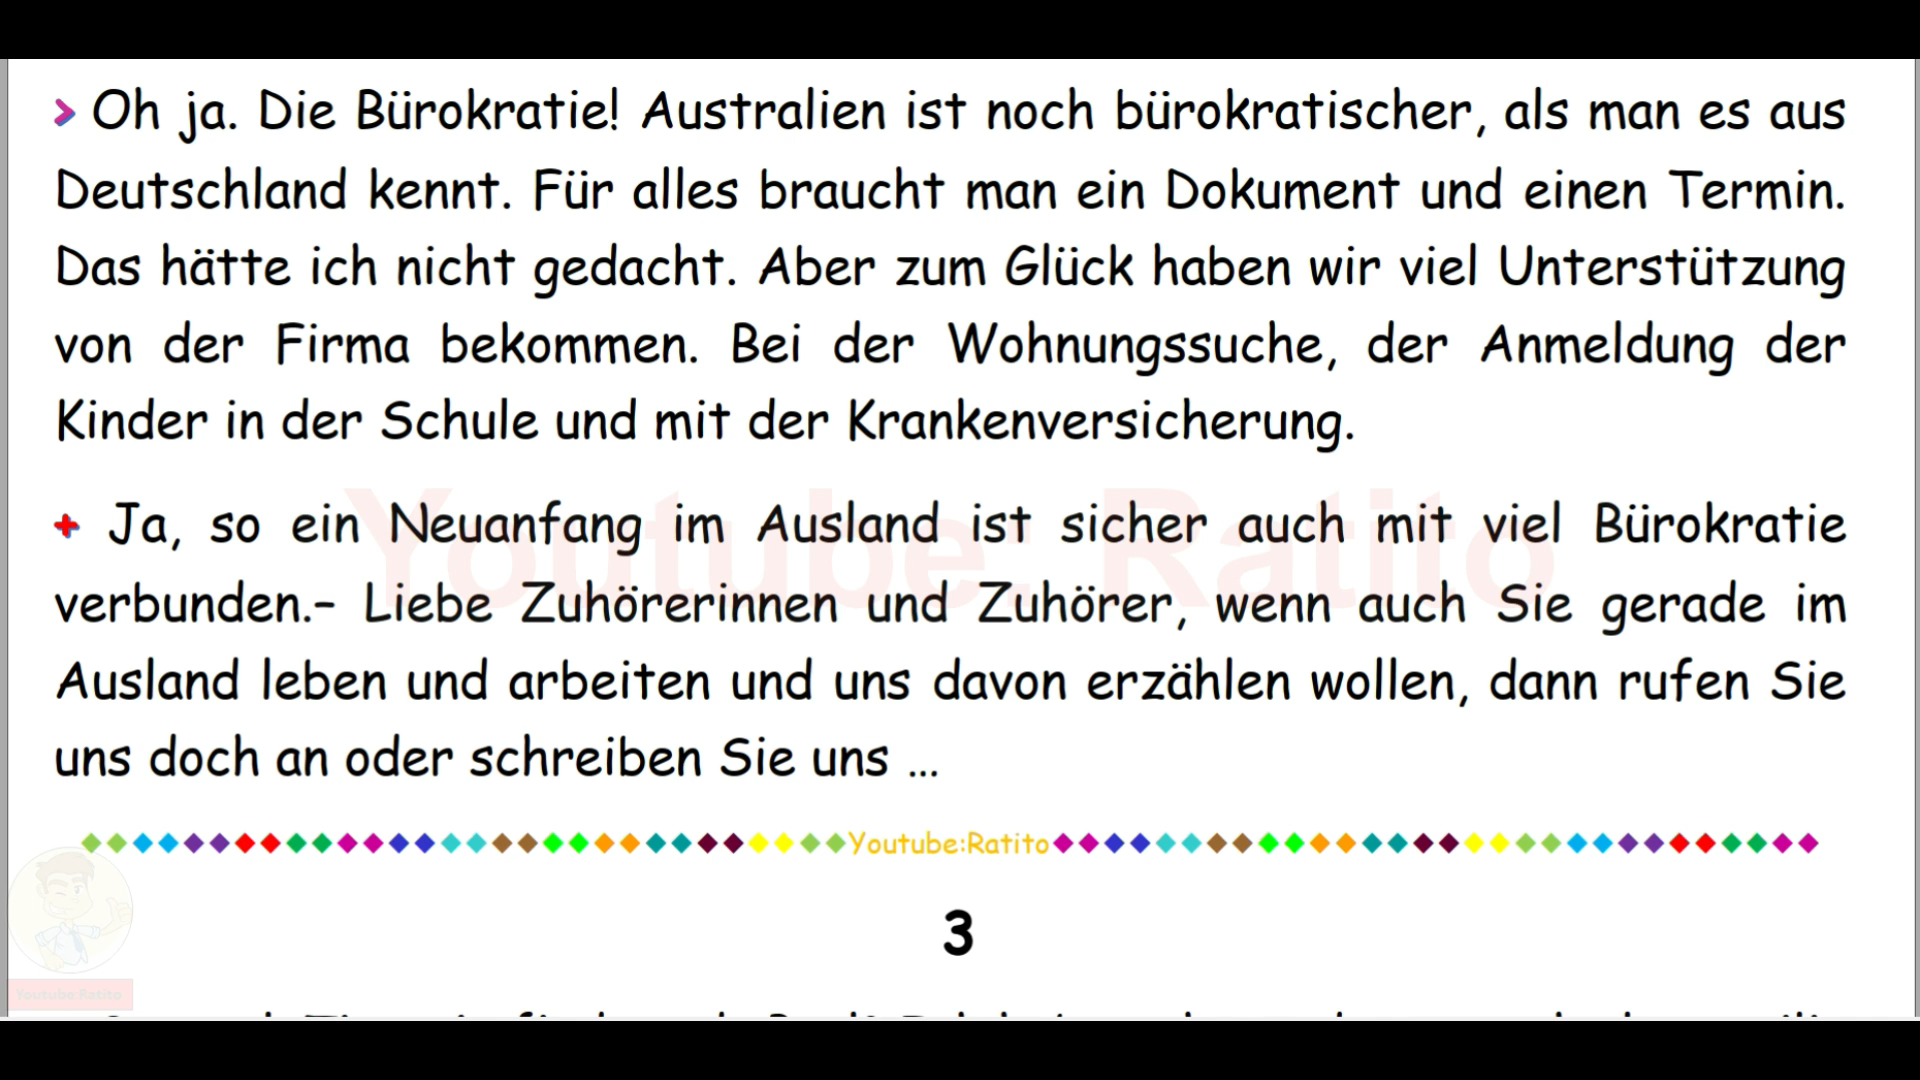 > Oh ja. Die Bürokratie! Australien ist noch bürokratischer, als man es aus
Deutschland kennt. Für alles braucht man ein Dokument und einen Termin.
Das hätte ich nicht gedacht. Aber zum Glück haben wir viel Unterstützung
von der Firma bekommen. Bei der Wohnungssuche, der Anmeldung der
Kinder in der Schule und mit der Krankenversicherung.
Youtube: Ratito
+ Ja, so ein Neuanfang im Ausland ist sicher auch mit viel Bürokratie
verbunden.– Liebe Zuhörerinnen und Zuhörer, wenn auch Sie gerade im
Ausland leben und arbeiten und uns davon erzählen wollen, dann rufen Sie
uns doch an oder schreiben Sie uns ...
Youtube:Ratito
3
Youtube:Ratito